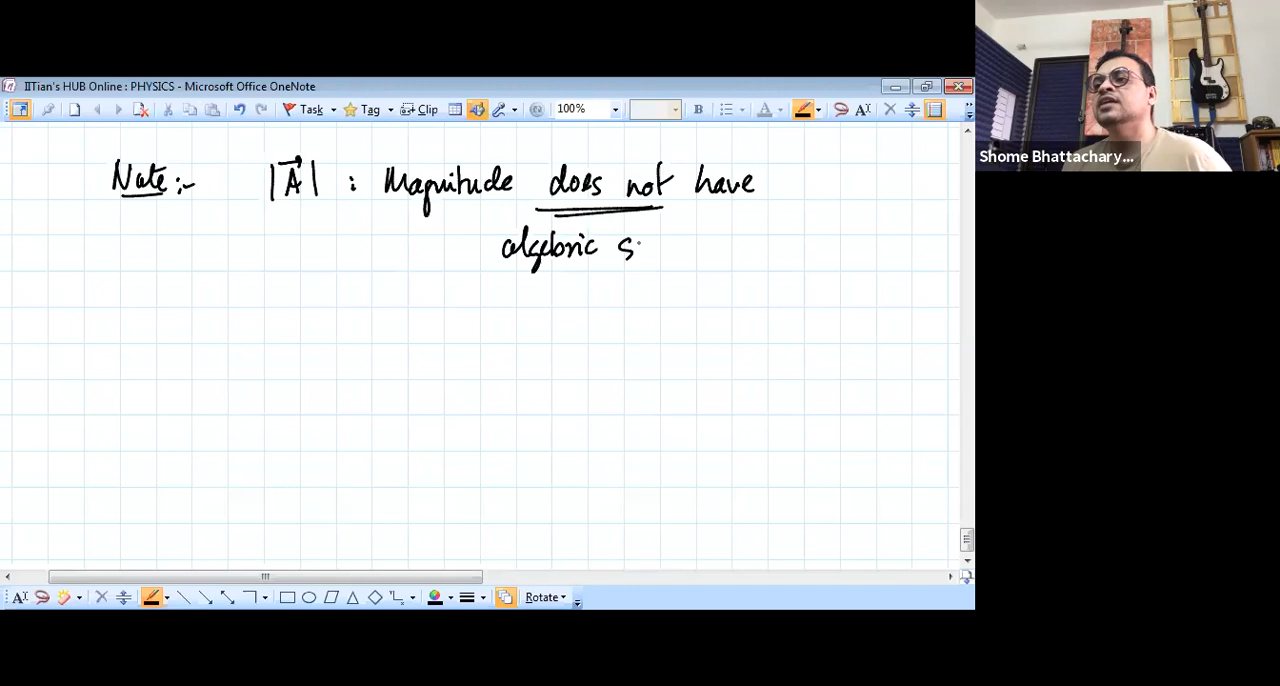 IITian's HUB Online : PHYSICS - Microsoft Office OneNote
Task Tag Clip 100% B A
Note:- |A⃗| : Magnitude does not have
algebric s
Rotate
Shome Bhattachary...